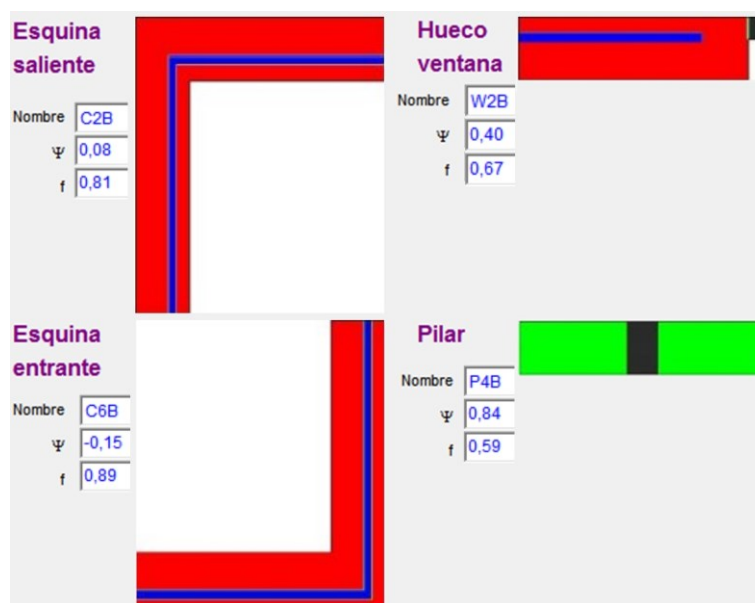 Esquina
saliente
Nombre C2B
Ψ 0,08
f 0,81
Hueco
ventana
Nombre W2B
Ψ 0,40
f 0,67
Esquina
entrante
Nombre C6B
Ψ -0,15
f 0,89
Pilar
Nombre P4B
Ψ 0,84
f 0,59